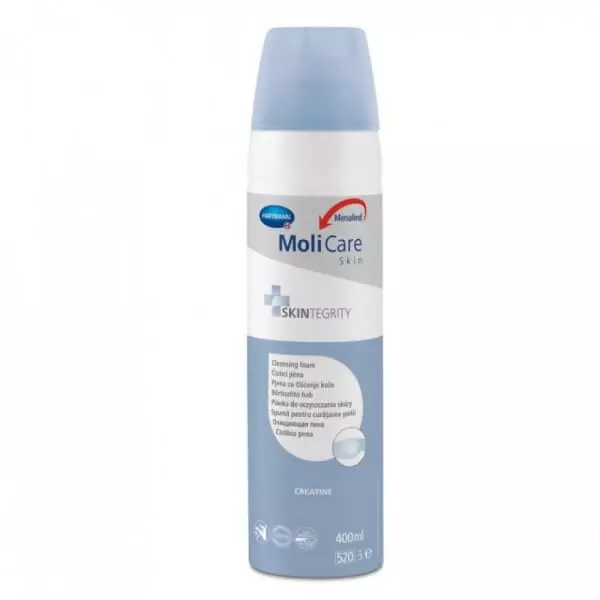 HARTMANN
Menalind
MoliCare
Skin
SKINTEGRITY
Cleansing foam
Čisticí pěna
Pjena za čišćenje kože
Bőrtisztító hab
Pianka do oczyszczania skóry
Spumă pentru curățarea pielii
Очищающая пена
Čistilna pena
CREATINE
400ml